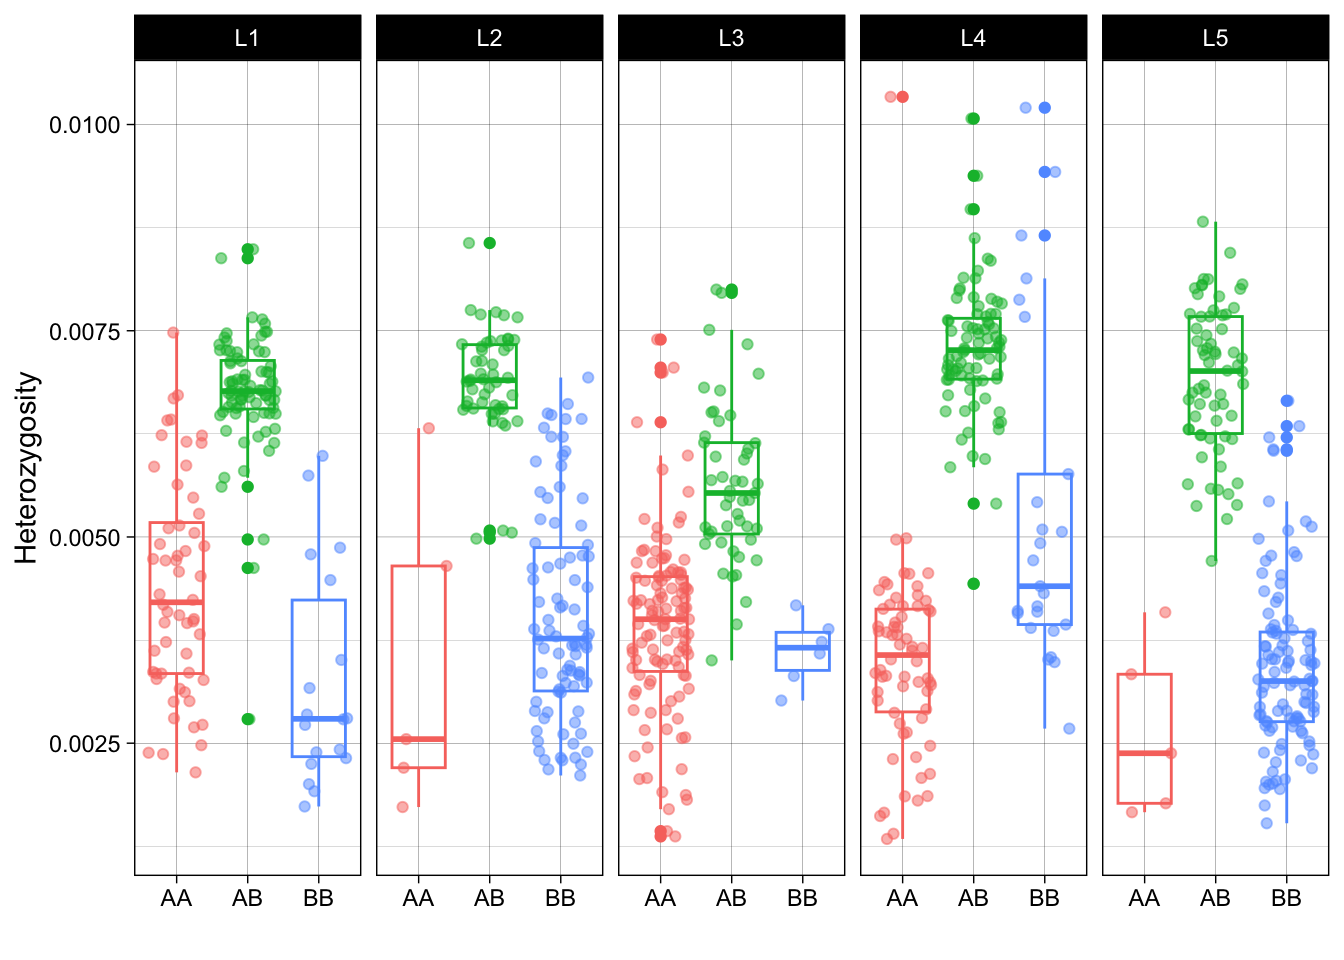 L1 L2 L3 L4 L5
0.0100
0.0075
0.0050
0.0025
Heterozygosity
AA AB BB AA AB BB AA AB BB AA AB BB AA AB BB